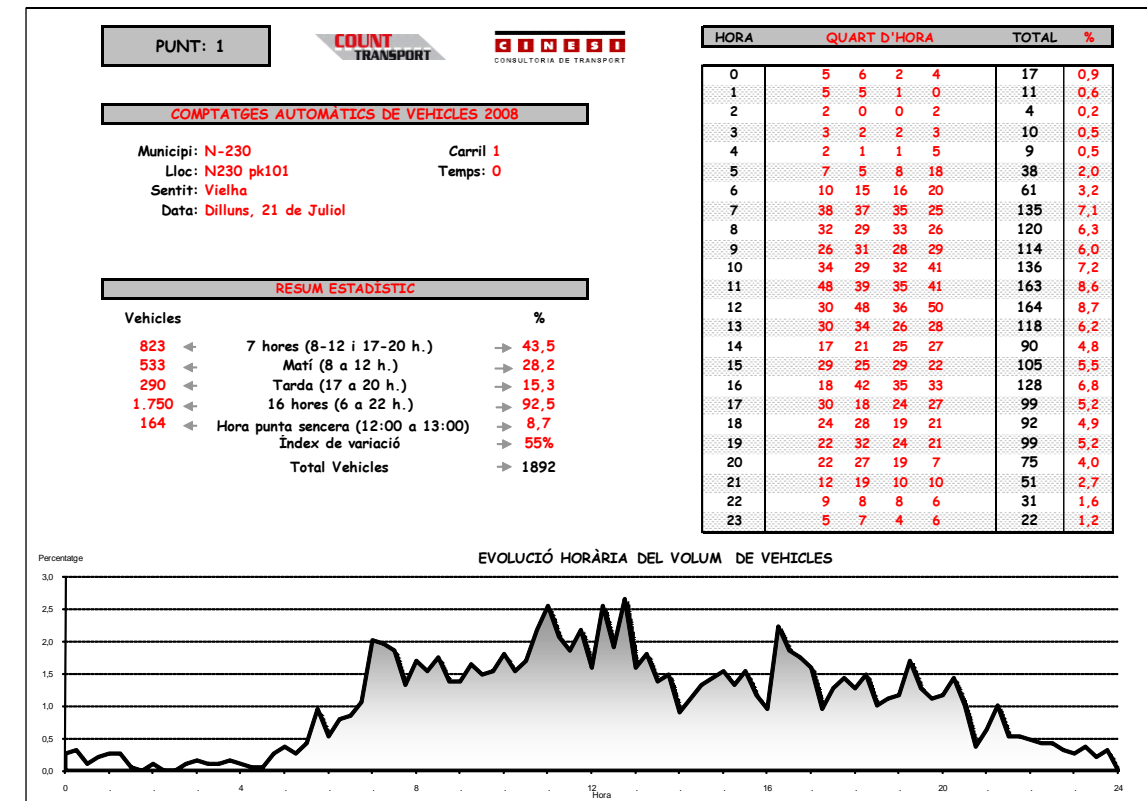 PUNT: 1
COUNT
TRANSPORT
CINESI
CONSULTORIA DE TRANSPORT
COMPTATGES AUTOMÀTICS DE VEHICLES 2008
Municipi: N-230 Carril 1
Lloc: N230 pk101 Temps: 0
Sentit: Vielha
Data: Dilluns, 21 de Juliol
RESUM ESTADÍSTIC
Vehicles %
823 7 hores (8-12 i 17-20 h.) 43,5
533 Matí (8 a 12 h.) 28,2
290 Tarda (17 a 20 h.) 15,3
1.750 16 hores (6 a 22 h.) 92,5
164 Hora punta sencera (12:00 a 13:00) 8,7
Índex de variació 55%
Total Vehicles 1892
HORA QUART D'HORA TOTAL %
0 5 6 2 4 17 0,9
1 5 5 1 0 11 0,6
2 2 0 0 2 4 0,2
3 3 2 2 3 10 0,5
4 2 1 1 5 9 0,5
5 7 5 8 18 38 2,0
6 10 15 16 20 61 3,2
7 38 37 35 25 135 7,1
8 32 29 33 26 120 6,3
9 26 31 28 29 114 6,0
10 34 29 32 41 136 7,2
11 48 39 35 41 163 8,6
12 30 48 36 50 164 8,7
13 30 34 26 28 118 6,2
14 17 21 25 27 90 4,8
15 29 25 29 22 105 5,5
16 18 42 35 33 128 6,8
17 30 18 24 27 99 5,2
18 24 28 19 21 92 4,9
19 22 32 24 21 99 5,2
20 22 27 19 7 75 4,0
21 12 19 10 10 51 2,7
22 9 8 8 6 31 1,6
23 5 7 4 6 22 1,2
EVOLUCIÓ HORÀRIA DEL VOLUM DE VEHICLES
Percentatge
3,0
2,5
2,0
1,5
1,0
0,5
0,0
0 . . . 4 . . . 8 . . . 12 . . . 16 . . . 20 . . . 24
Hora